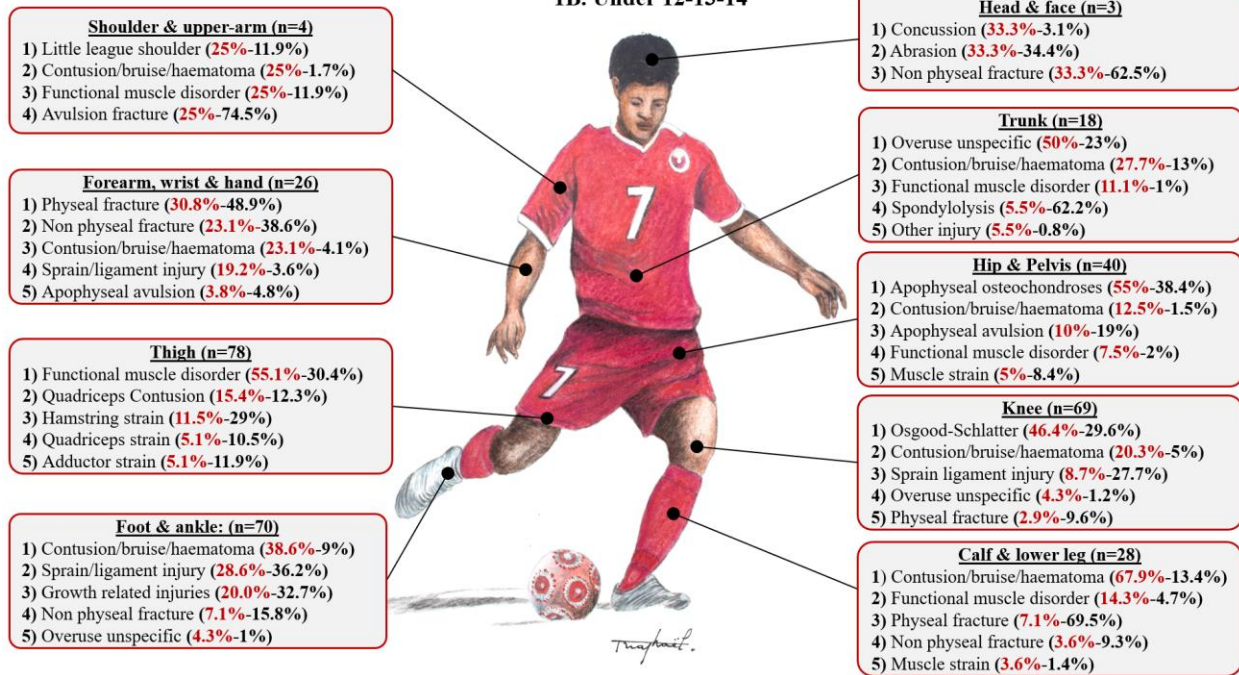 1B: Under 12-13-14
Shoulder & upper-arm (n=4)
1) Little league shoulder (25%-11.9%)
2) Contusion/bruise/haematoma (25%-1.7%)
3) Functional muscle disorder (25%-11.9%)
4) Avulsion fracture (25%-74.5%)
Forearm, wrist & hand (n=26)
1) Physeal fracture (30.8%-48.9%)
2) Non physeal fracture (23.1%-38.6%)
3) Contusion/bruise/haematoma (23.1%-4.1%)
4) Sprain/ligament injury (19.2%-3.6%)
5) Apophyseal avulsion (3.8%-4.8%)
Thigh (n=78)
1) Functional muscle disorder (55.1%-30.4%)
2) Quadriceps Contusion (15.4%-12.3%)
3) Hamstring strain (11.5%-29%)
4) Quadriceps strain (5.1%-10.5%)
5) Adductor strain (5.1%-11.9%)
Foot & ankle: (n=70)
1) Contusion/bruise/haematoma (38.6%-9%)
2) Sprain/ligament injury (28.6%-36.2%)
3) Growth related injuries (20.0%-32.7%)
4) Non physeal fracture (7.1%-15.8%)
5) Overuse unspecific (4.3%-1%)
7
7
Head & face (n=3)
1) Concussion (33.3%-3.1%)
2) Abrasion (33.3%-34.4%)
3) Non physeal fracture (33.3%-62.5%)
Trunk (n=18)
1) Overuse unspecific (50%-23%)
2) Contusion/bruise/haematoma (27.7%-13%)
3) Functional muscle disorder (11.1%-1%)
4) Spondylolysis (5.5%-62.2%)
5) Other injury (5.5%-0.8%)
Hip & Pelvis (n=40)
1) Apophyseal osteochondroses (55%-38.4%)
2) Contusion/bruise/haematoma (12.5%-1.5%)
3) Apophyseal avulsion (10%-19%)
4) Functional muscle disorder (7.5%-2%)
5) Muscle strain (5%-8.4%)
Knee (n=69)
1) Osgood-Schlatter (46.4%-29.6%)
2) Contusion/bruise/haematoma (20.3%-5%)
3) Sprain ligament injury (8.7%-27.7%)
4) Overuse unspecific (4.3%-1.2%)
5) Physeal fracture (2.9%-9.6%)
Calf & lower leg (n=28)
1) Contusion/bruise/haematoma (67.9%-13.4%)
2) Functional muscle disorder (14.3%-4.7%)
3) Physeal fracture (7.1%-69.5%)
4) Non physeal fracture (3.6%-9.3%)
5) Muscle strain (3.6%-1.4%)